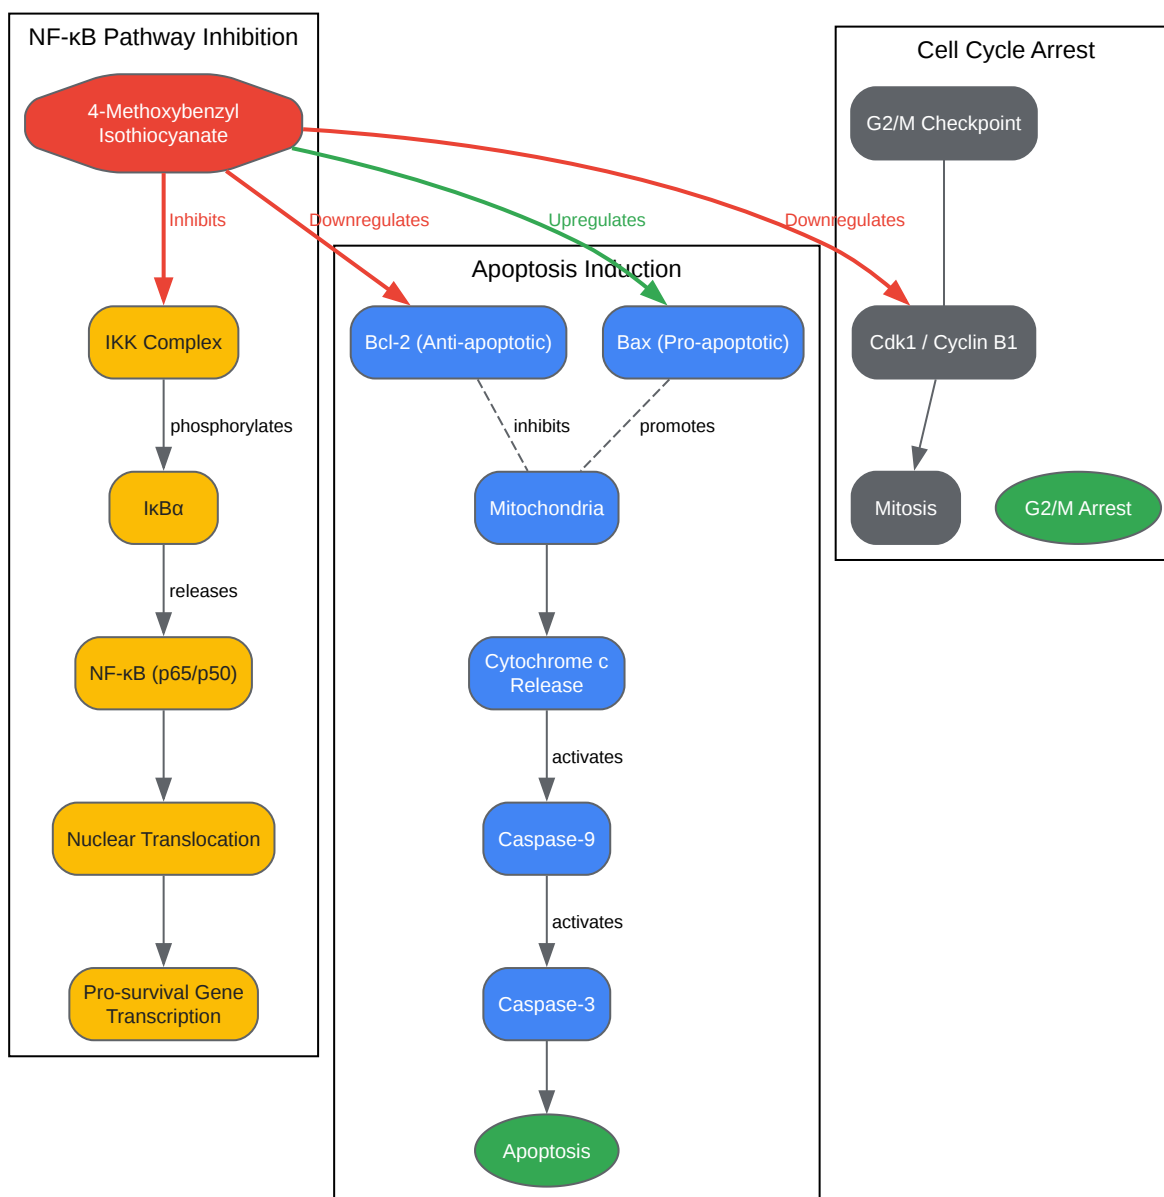 NF-κB Pathway Inhibition
4-Methoxybenzyl
Isothiocyanate
Inhibits
IKK Complex
phosphorylates
IκBα
releases
NF-κB (p65/p50)
Nuclear Translocation
Pro-survival Gene
Transcription
Downregulates
Upregulates
Downregulates
Apoptosis Induction
Bcl-2 (Anti-apoptotic)
Bax (Pro-apoptotic)
inhibits
promotes
Mitochondria
Cytochrome c
Release
activates
Caspase-9
activates
Caspase-3
Apoptosis
Cell Cycle Arrest
G2/M Checkpoint
Cdk1 / Cyclin B1
Mitosis
G2/M Arrest